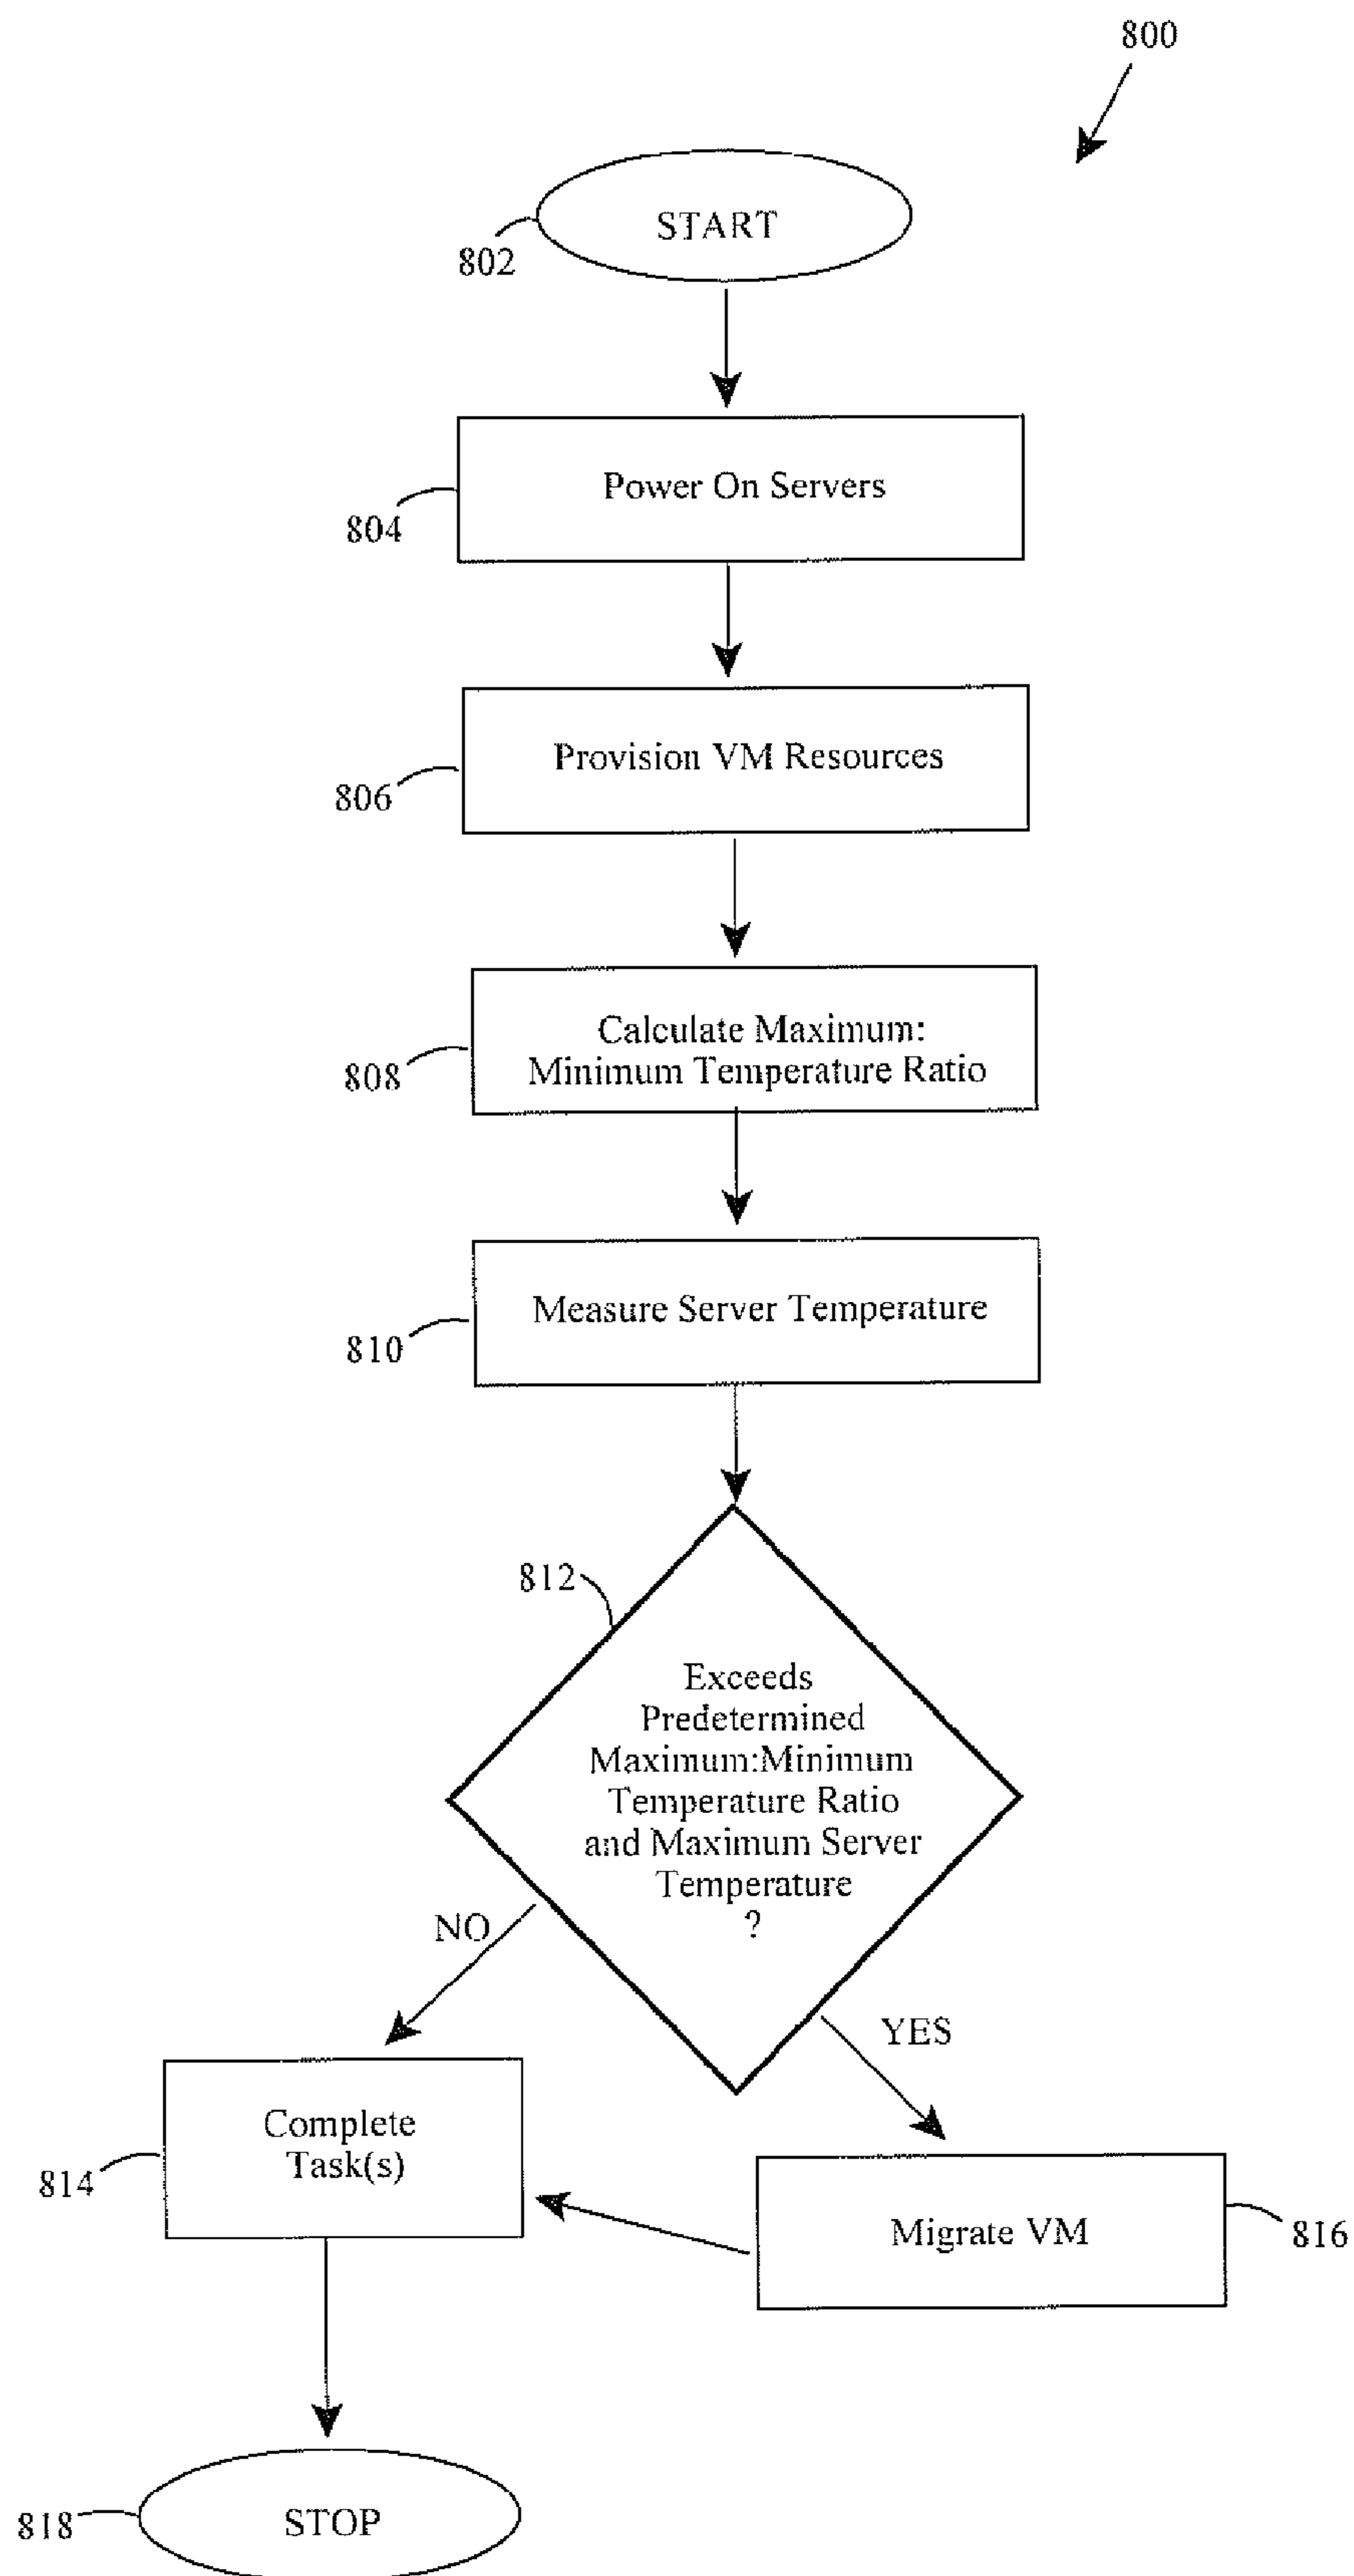 800
START
802
Power On Servers
804
Provision VM Resources
806
Calculate Maximum:
Minimum Temperature Ratio
808
Measure Server Temperature
810
812
Exceeds
Predetermined
Maximum:Minimum
Temperature Ratio
and Maximum Server
Temperature
?
NO
YES
Complete
Task(s)
814
Migrate VM
816
STOP
818